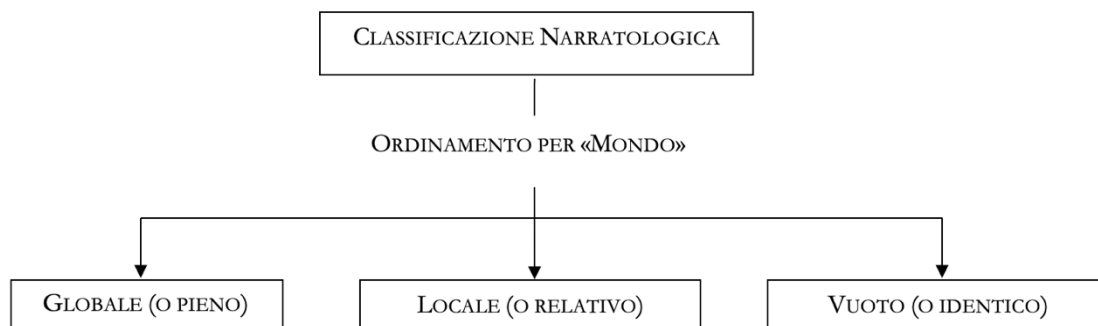 CLASSIFICAZIONE NARRATOLOGICA
ORDINAMENTO PER «MONDO»
GLOBALE (O PIENO)
LOCALE (O RELATIVO)
VUOTO (O IDENTICO)